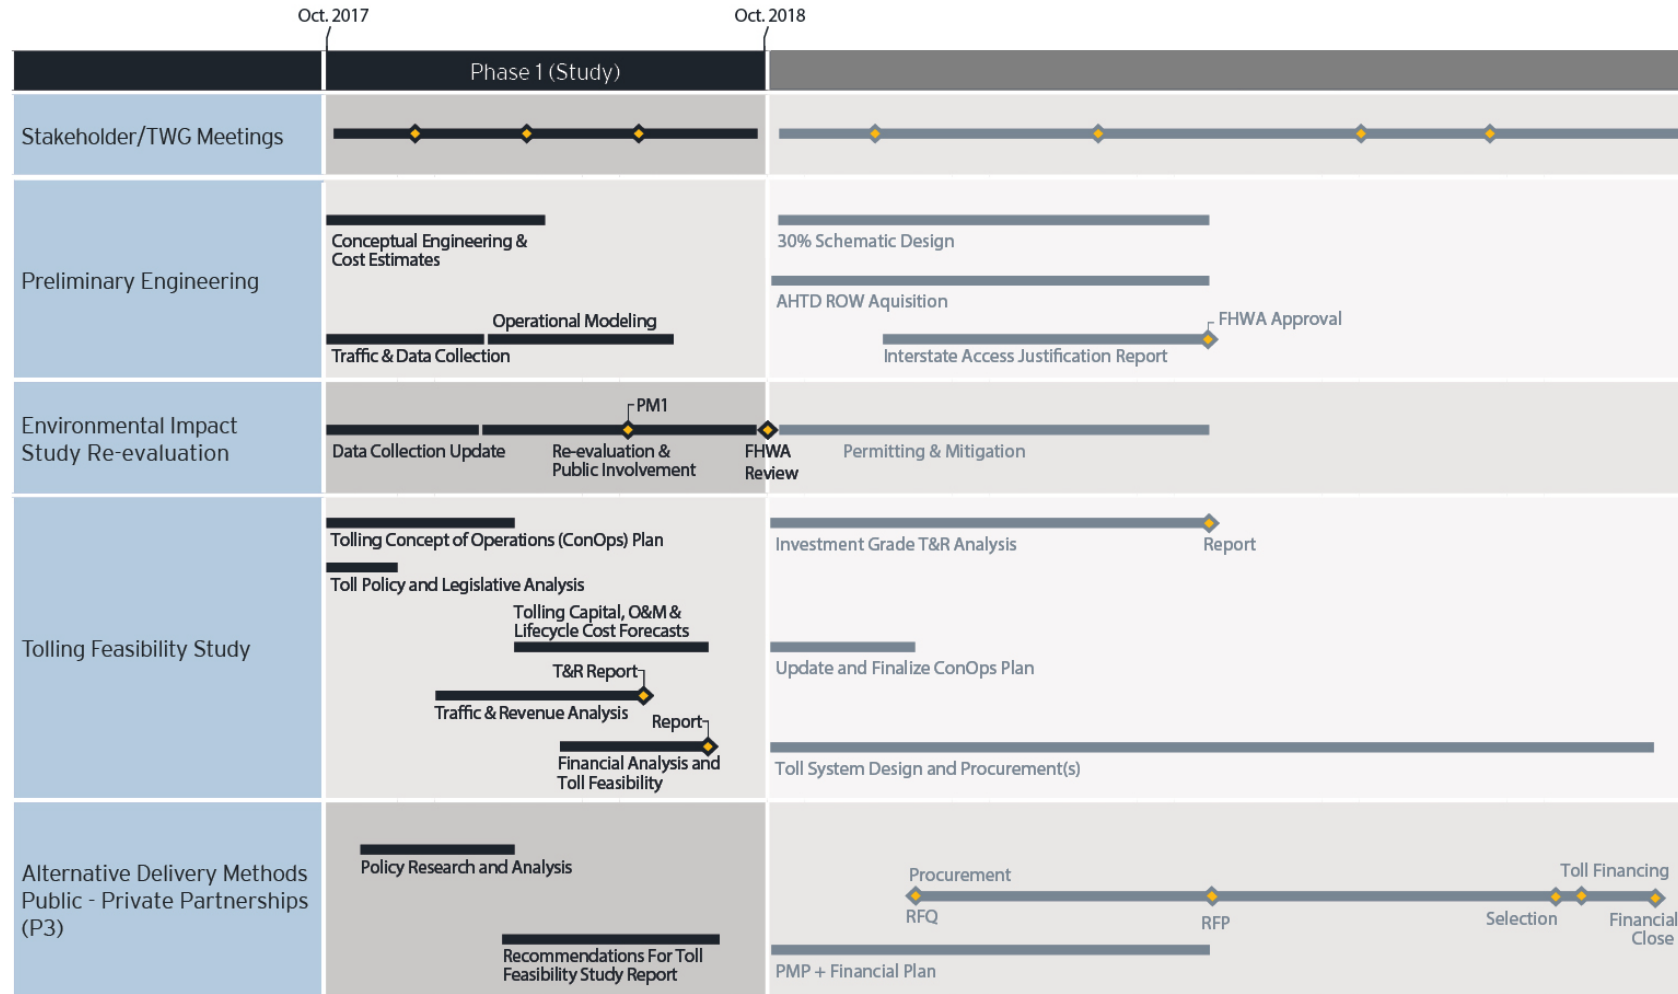 Oct. 2017
Oct. 2018
Phase 1 (Study)
Stakeholder/TWG Meetings
Preliminary Engineering
Conceptual Engineering &
Cost Estimates
30% Schematic Design
AHTD ROW Aquisition
Operational Modeling
Traffic & Data Collection
FHWA Approval
Interstate Access Justification Report
Environmental Impact
Study Re-evaluation
PM1
Data Collection Update
Re-evaluation &
Public Involvement
FHWA
Review
Permitting & Mitigation
Tolling Feasibility Study
Tolling Concept of Operations (ConOps) Plan
Toll Policy and Legislative Analysis
Tolling Capital, O&M &
Lifecycle Cost Forecasts
T&R Report
Traffic & Revenue Analysis
Report
Financial Analysis and
Toll Feasibility
Investment Grade T&R Analysis
Report
Update and Finalize ConOps Plan
Toll System Design and Procurement(s)
Alternative Delivery Methods
Public - Private Partnerships
(P3)
Policy Research and Analysis
Recommendations For Toll
Feasibility Study Report
Procurement
RFQ
RFP
Selection
Toll Financing
Financial
Close
PMP + Financial Plan